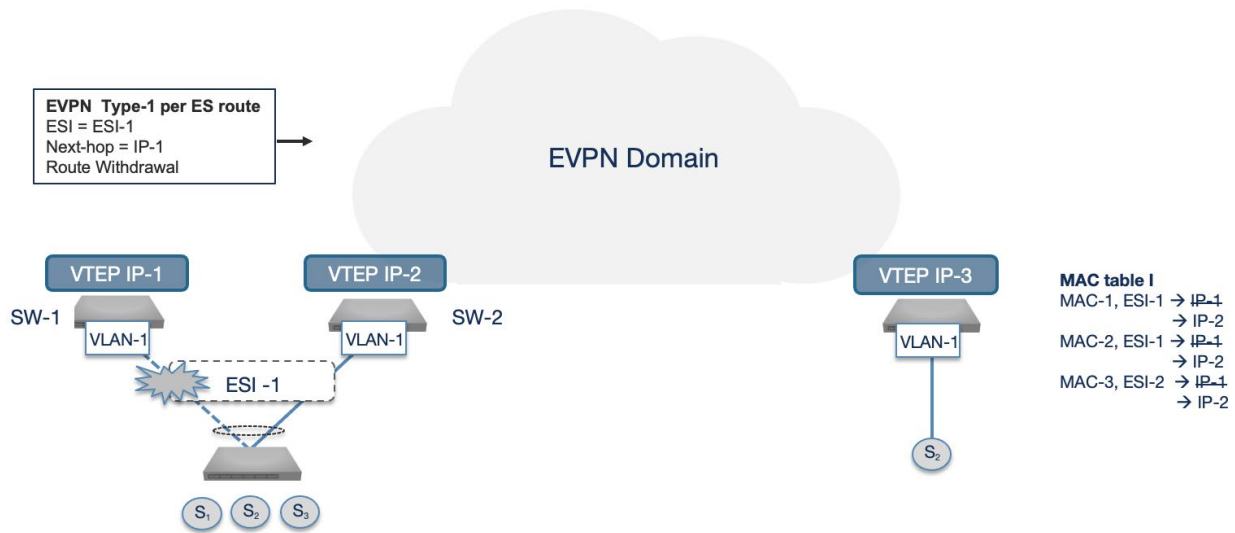 EVPN Type-1 per ES route
ESI = ESI-1
Next-hop = IP-1
Route Withdrawal
EVPN Domain
VTEP IP-1
VTEP IP-2
VTEP IP-3
SW-1
SW-2
VLAN-1
VLAN-1
VLAN-1
ESI -1
S₁ S₂ S₃
S₂
MAC table I
MAC-1, ESI-1 → IP-1
→ IP-2
MAC-2, ESI-1 → IP-1
→ IP-2
MAC-3, ESI-2 → IP-1
→ IP-2